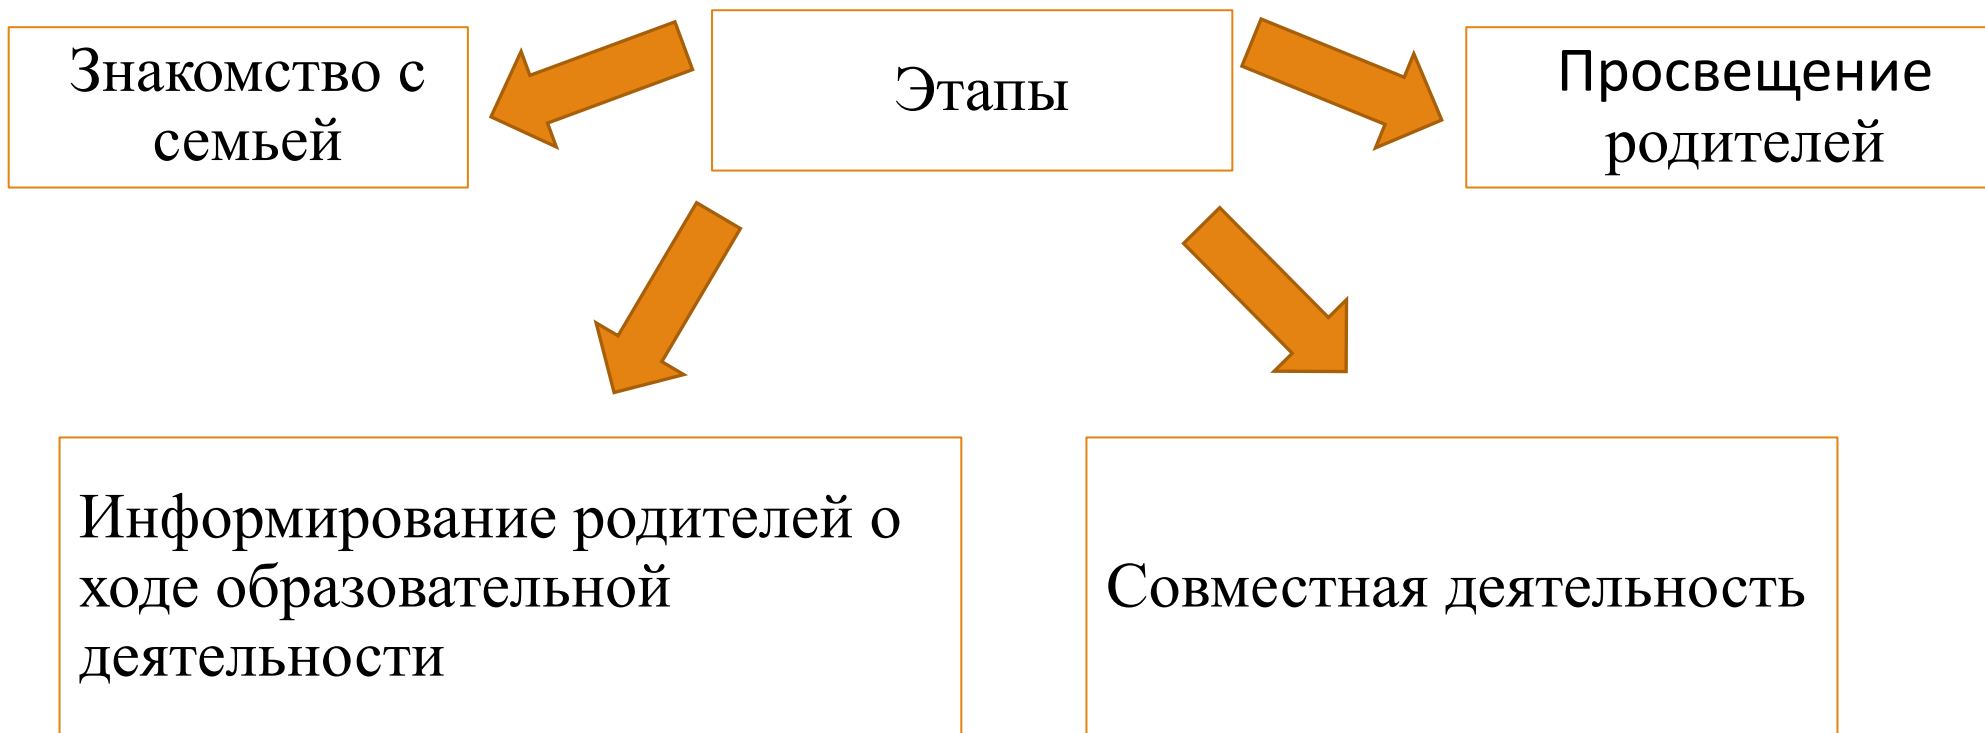 Знакомство с
семьей
Этапы
Просвещение
родителей
Информирование родителей о
ходе образовательной
деятельности
Совместная деятельность